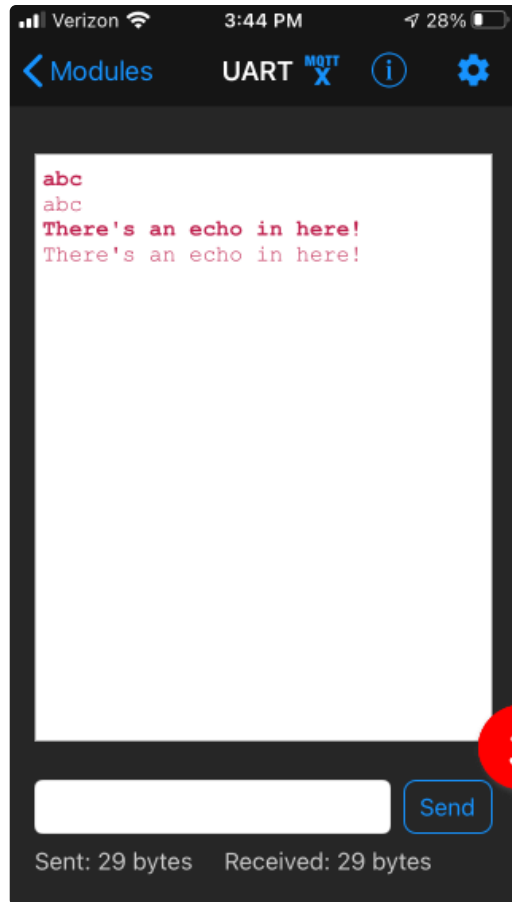 Verizon 3:44 PM 28%
Modules UART MQTT X i
abc
abc
There's an echo in here!
There's an echo in here!
Send
Sent: 29 bytes Received: 29 bytes